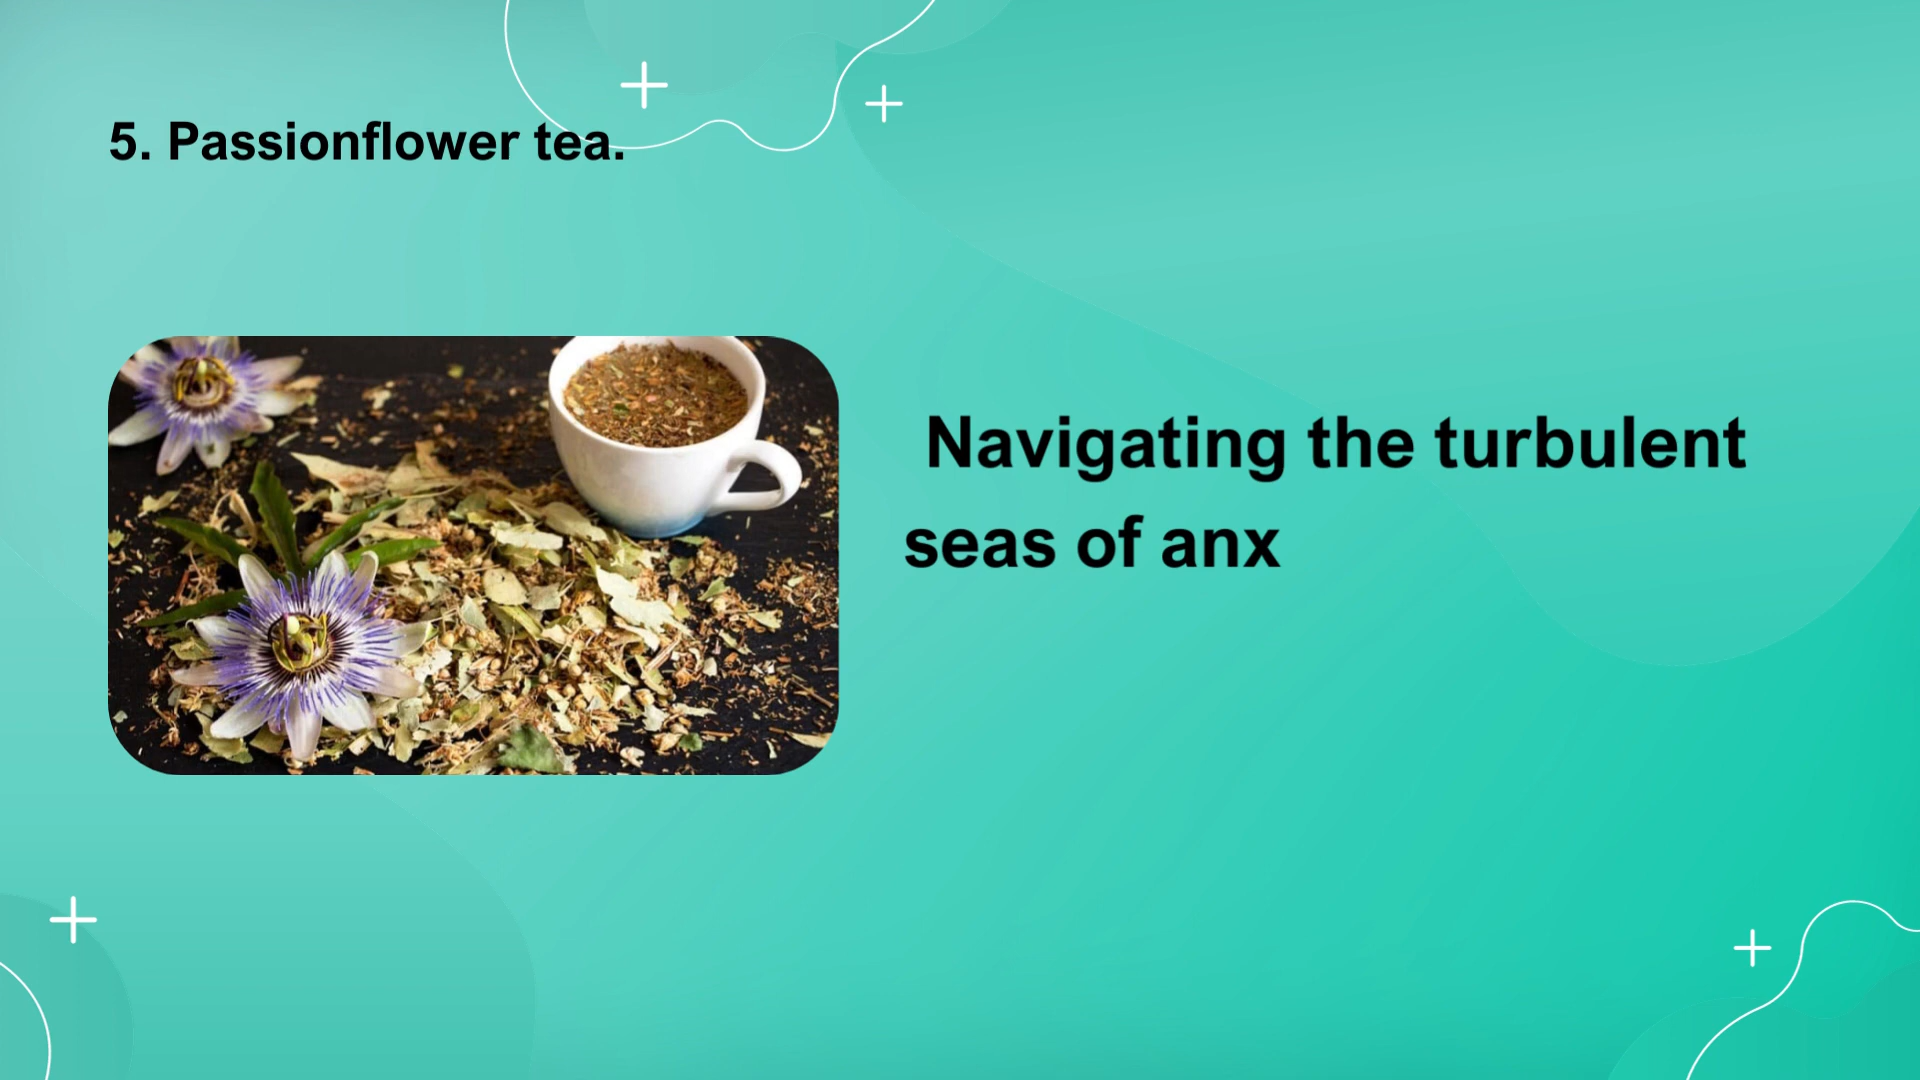 5. Passionflower tea.
Navigating the turbulent
seas of anx